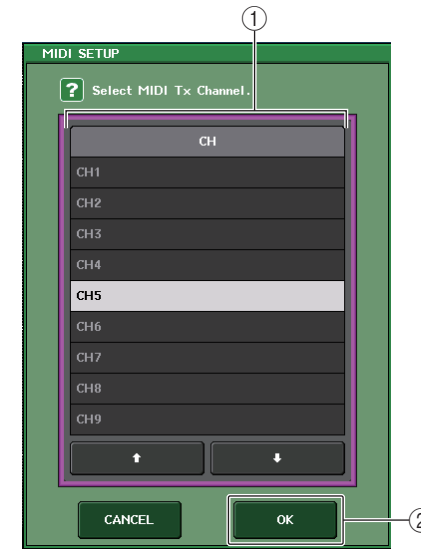 ①
MIDI SETUP
? Select MIDI Tx Channel.
CH
CH1
CH2
CH3
CH4
CH5
CH6
CH7
CH8
CH9
CANCEL
OK
②